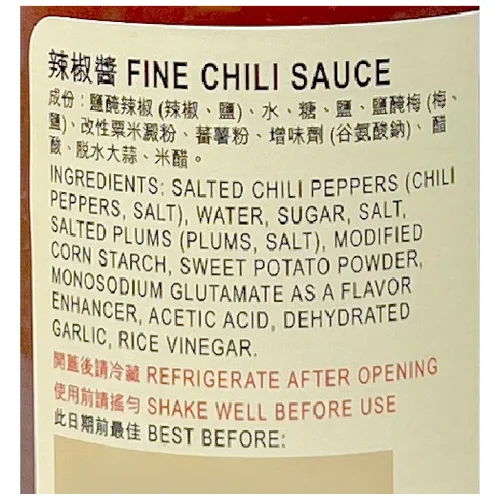 辣椒醬 FINE CHILI SAUCE
成份：鹽醃辣椒 (辣椒、鹽)、水、糖、鹽、鹽醃梅 (梅、
鹽)、改性粟米澱粉、蕃薯粉、增味劑 (谷氨酸鈉)、醋
酸、脱水大蒜、米醋。
INGREDIENTS: SALTED CHILI PEPPERS (CHILI
PEPPERS, SALT), WATER, SUGAR, SALT,
SALTED PLUMS (PLUMS, SALT), MODIFIED
CORN STARCH, SWEET POTATO POWDER,
MONOSODIUM GLUTAMATE AS A FLAVOR
ENHANCER, ACETIC ACID, DEHYDRATED
GARLIC, RICE VINEGAR.
開蓋後請冷藏 REFRIGERATE AFTER OPENING
使用前請搖勻 SHAKE WELL BEFORE USE
此日期前最佳 BEST BEFORE: